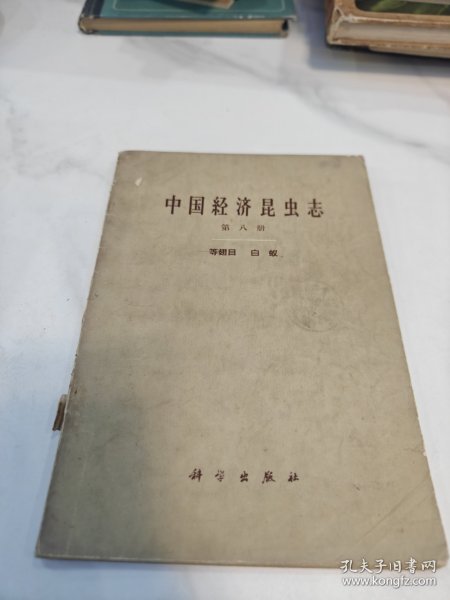 中国経济昆虫志
第八册
等翅目 白蚁
科学出版社
孔夫子旧书网
www.kongfz.com